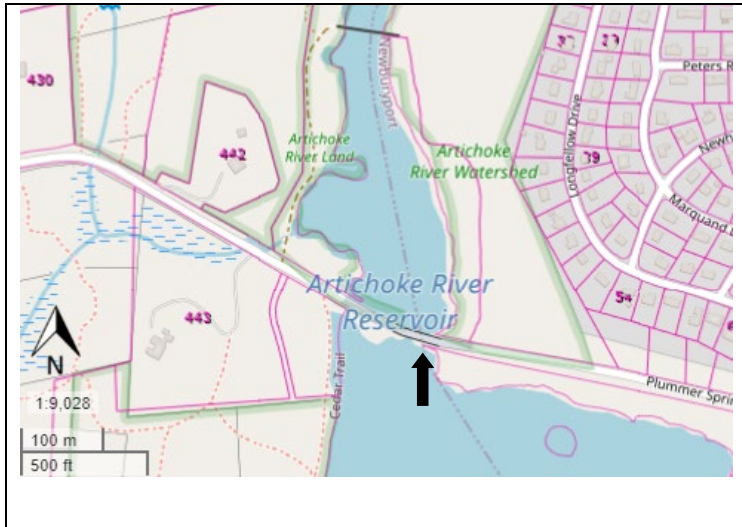 430
Newburyport
Peters R
Longfellow Drive
Artichoke
River Land
442
Artichoke
River Watershed
39
Newh
Marquand
Artichoke River
Reservoir
443
54
Cedar Trail
Plummer Sprin
N
1:9,028
100 m
500 ft